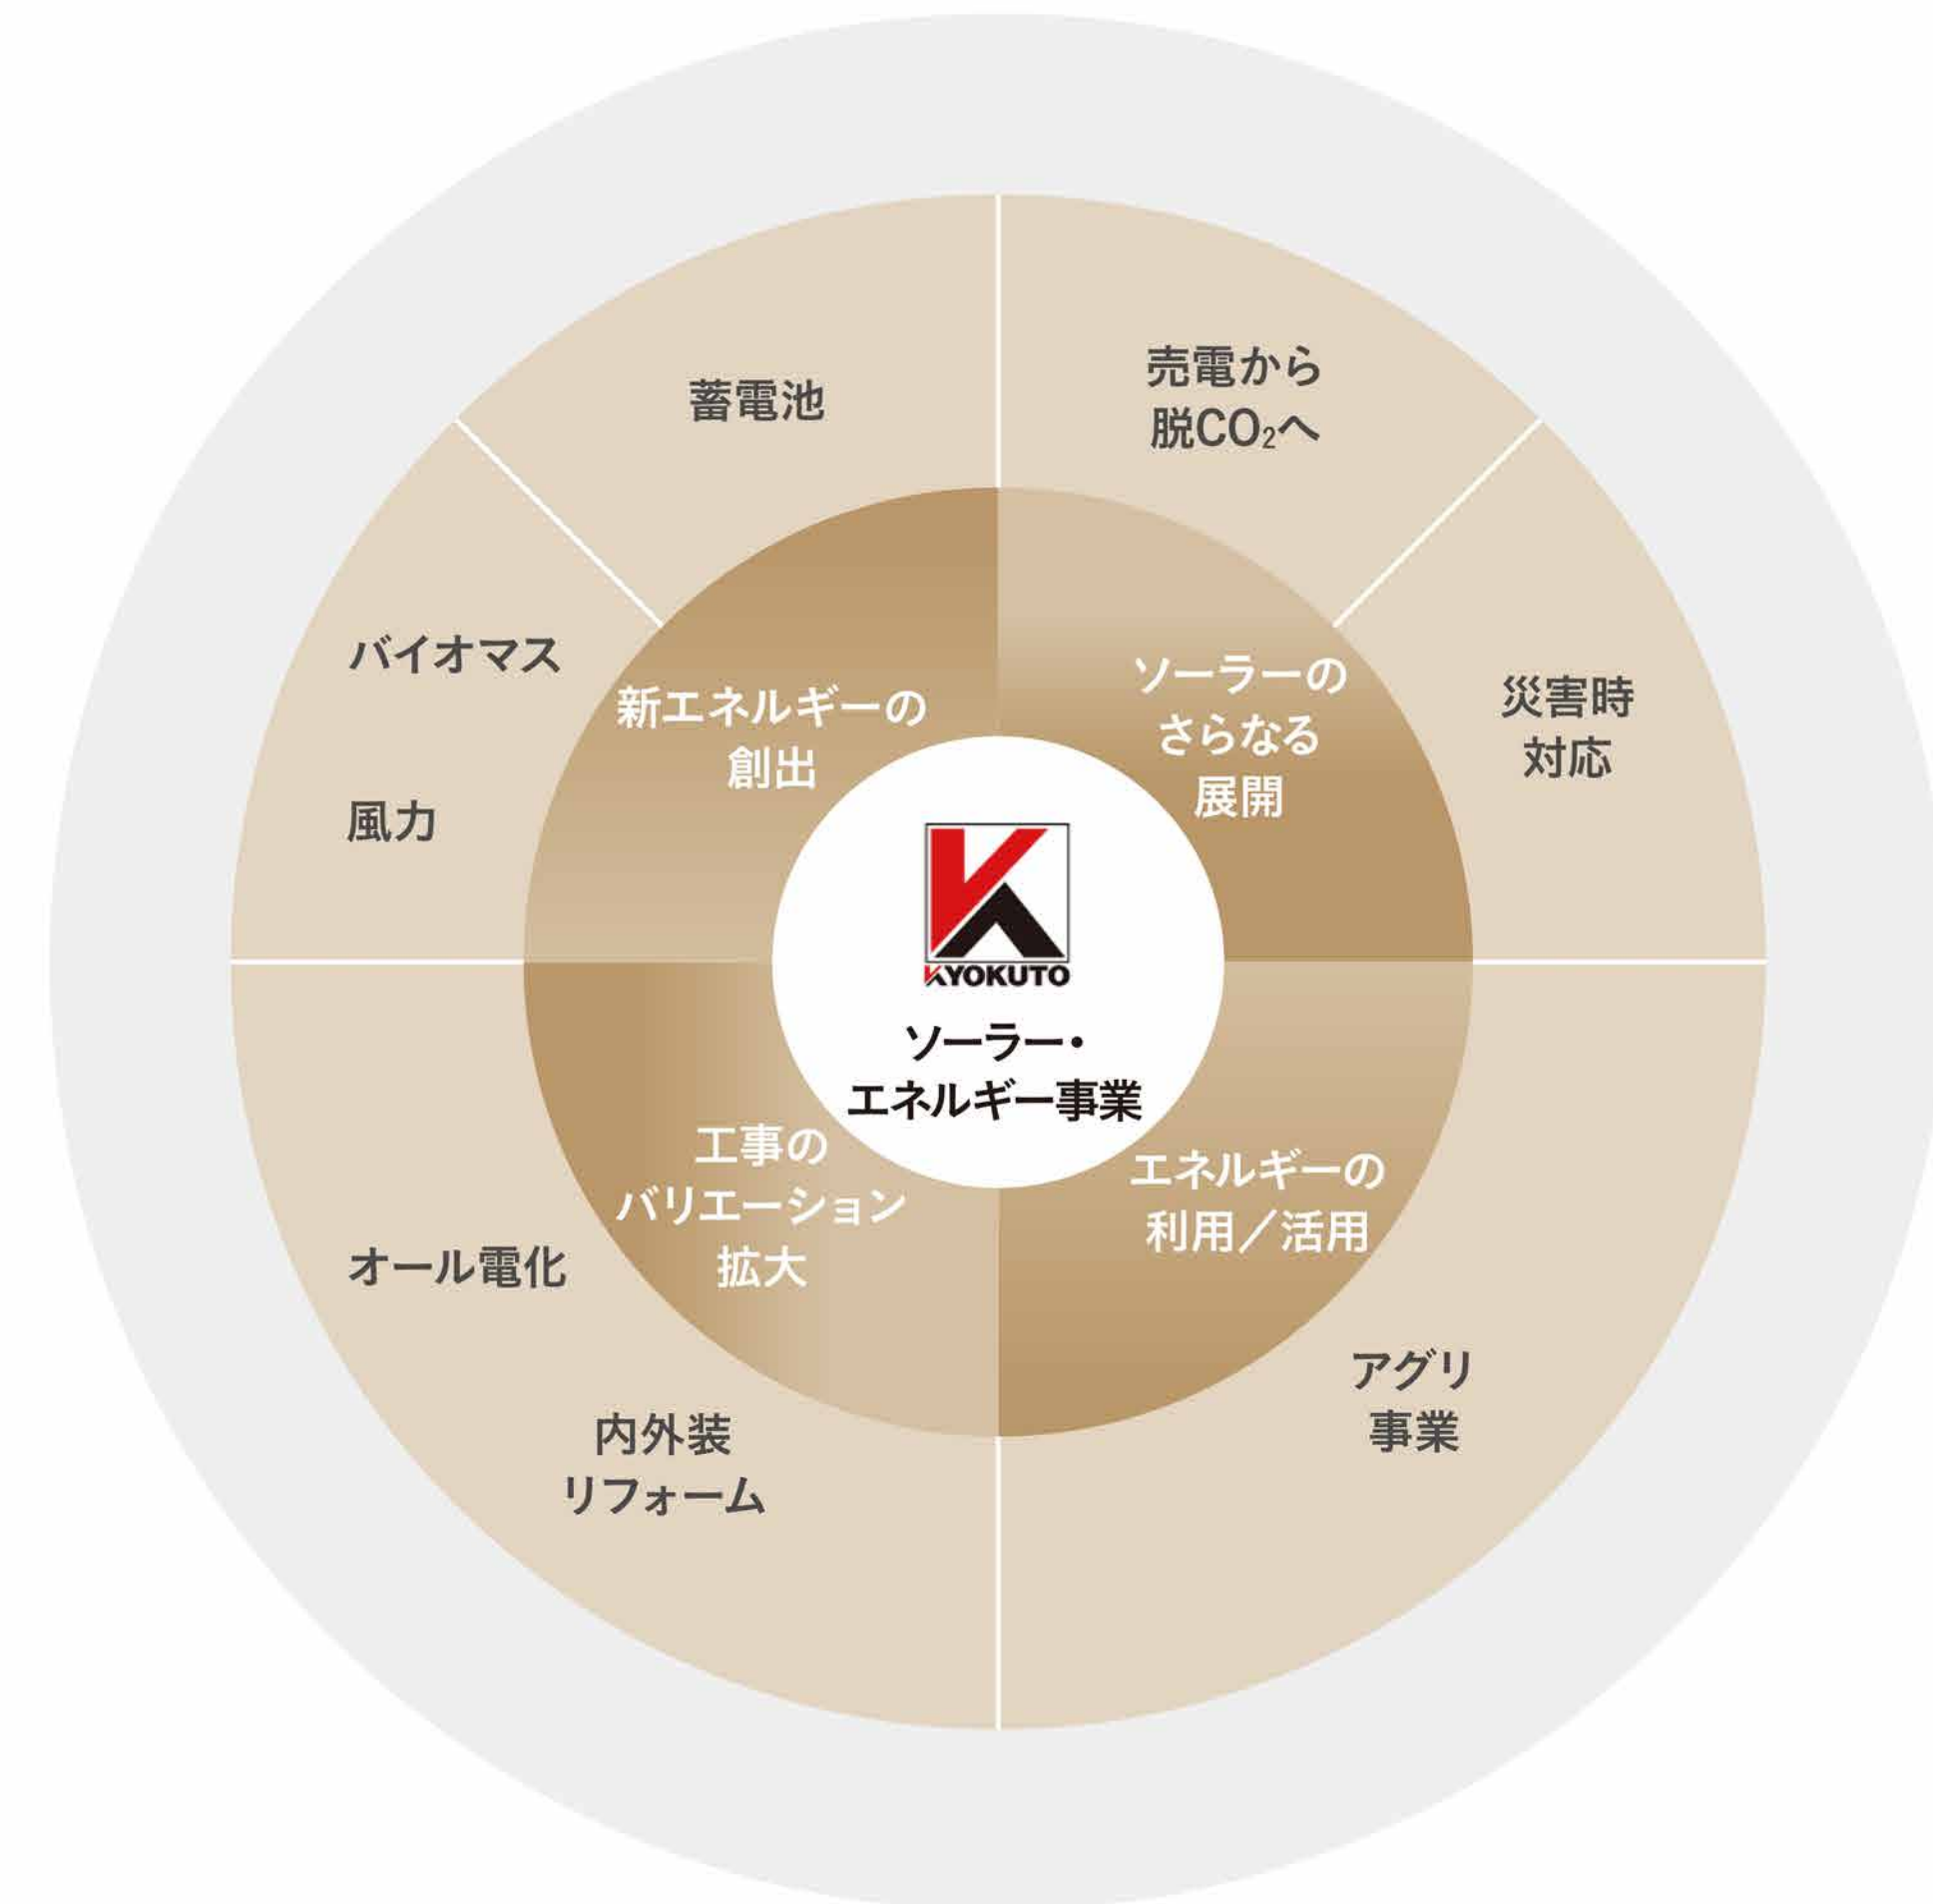 蓄電池
売電から
脱CO₂へ
バイオマス
風力
新エネルギーの
創出
ソーラーの
さらなる
展開
災害時
対応
KYOKUTO
ソーラー・
エネルギー事業
工事の
バリエーション
拡大
エネルギーの
利用／活用
オール電化
内外装
リフォーム
アグリ
事業